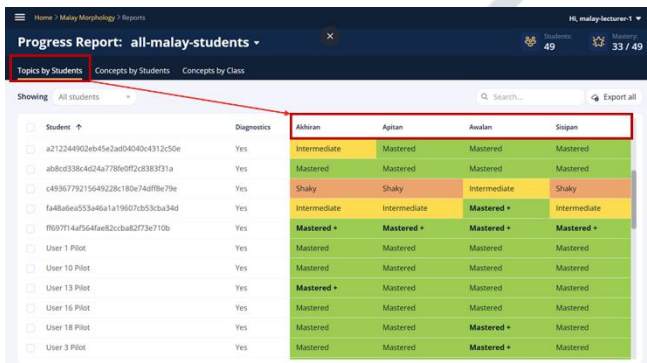 Home > Malay Morphology > Reports
Hi, malay-lecturer-1
Progress Report: all-malay-students
Students: 49
Mastery: 33 / 49
Topics by Students Concepts by Students Concepts by Class
Showing All students Search... Export all
Student ↑ Diagnostics Akhiran Apitan Awalan Sisipan
a212244902eb45e2ad04040c4312c50e Yes Intermediate Mastered Mastered Mastered
ab8cd338c4d24a778fe0ff2c8383f31a Yes Mastered Mastered Mastered Mastered
c4936779215649228c180e74dff8e79e Yes Shaky Shaky Intermediate Shaky
fa48a6ea553a46a1a19607cb53cba34d Yes Intermediate Intermediate Mastered + Intermediate
ff697f14af564fae82ccba82f73e710b Yes Mastered + Mastered + Mastered + Mastered +
User 1 Pilot Yes Mastered Mastered Mastered Mastered
User 10 Pilot Yes Mastered Mastered Mastered Mastered
User 13 Pilot Yes Mastered + Mastered Mastered Mastered
User 16 Pilot Yes Mastered Mastered Mastered Mastered
User 18 Pilot Yes Mastered Mastered Mastered + Mastered
User 3 Pilot Yes Mastered Mastered Mastered + Mastered